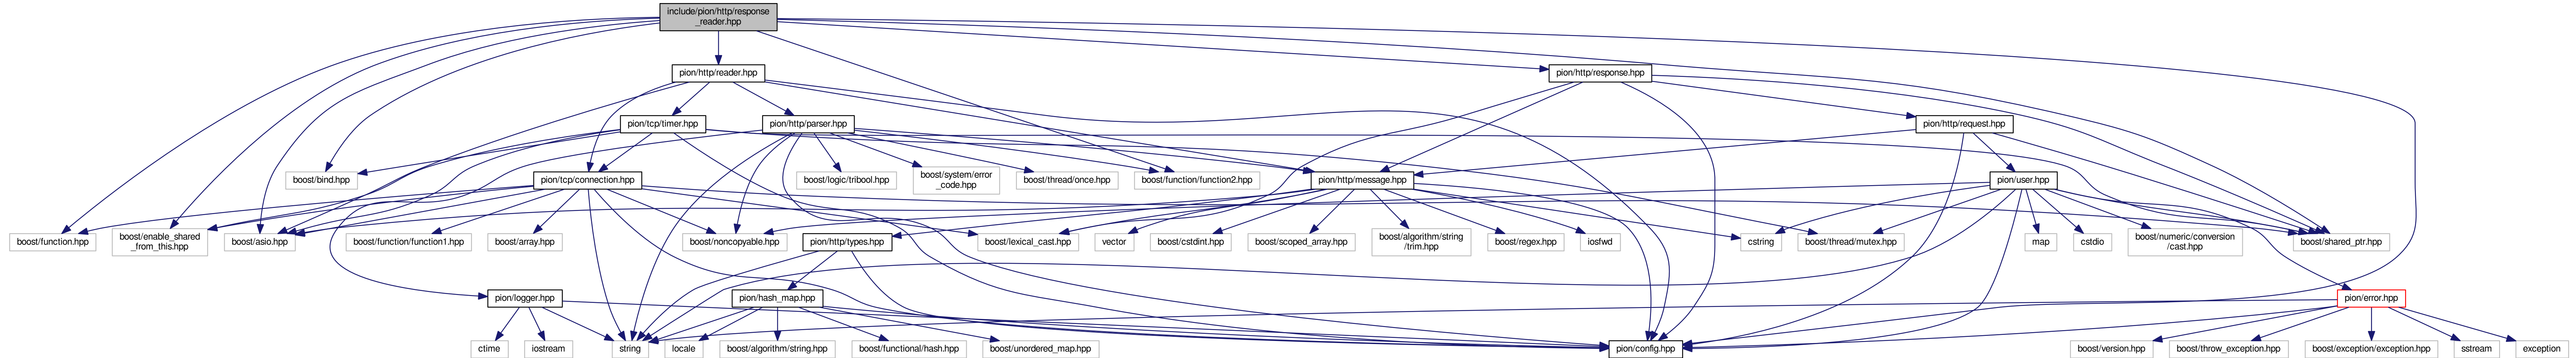 include/pion/http/response
_reader.hpp
pion/http/reader.hpp
pion/http/response.hpp
pion/tcp/timer.hpp
pion/http/parser.hpp
pion/http/request.hpp
boost/bind.hpp
pion/tcp/connection.hpp
boost/logic/tribool.hpp
boost/system/error
_code.hpp
boost/thread/once.hpp
boost/function/function2.hpp
pion/http/message.hpp
pion/user.hpp
boost/function.hpp
boost/enable_shared
_from_this.hpp
boost/asio.hpp
boost/function/function1.hpp
boost/array.hpp
boost/noncopyable.hpp
pion/http/types.hpp
boost/lexical_cast.hpp
vector
boost/cstdint.hpp
boost/scoped_array.hpp
boost/algorithm/string
/trim.hpp
boost/regex.hpp
iosfwd
cstring
boost/thread/mutex.hpp
map
cstdio
boost/numeric/conversion
/cast.hpp
boost/shared_ptr.hpp
pion/logger.hpp
pion/hash_map.hpp
pion/error.hpp
ctime
iostream
string
locale
boost/algorithm/string.hpp
boost/functional/hash.hpp
boost/unordered_map.hpp
pion/config.hpp
boost/version.hpp
boost/throw_exception.hpp
boost/exception/exception.hpp
sstream
exception